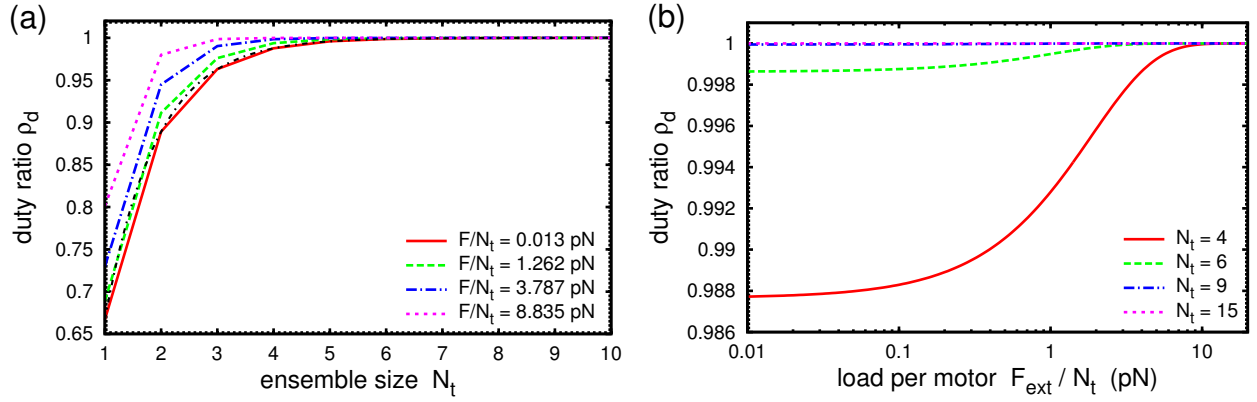 (a)
duty ratio ρd
1
0.95
0.9
0.85
0.8
0.75
0.7
0.65
1 2 3 4 5 6 7 8 9 10
ensemble size Nt
F/Nt = 0.013 pN
F/Nt = 1.262 pN
F/Nt = 3.787 pN
F/Nt = 8.835 pN
(b)
duty ratio ρd
1
0.998
0.996
0.994
0.992
0.99
0.988
0.986
0.01 0.1 1 10
load per motor Fext / Nt (pN)
Nt = 4
Nt = 6
Nt = 9
Nt = 15